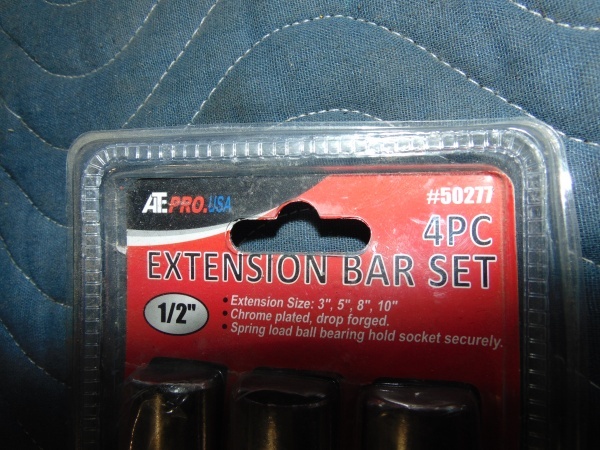 ATE-PRO.USA
#50277
4PC
EXTENSION BAR SET
1/2"
• Extension Size: 3", 5", 8", 10"
• Chrome plated, drop forged.
• Spring load ball bearing hold socket securely.